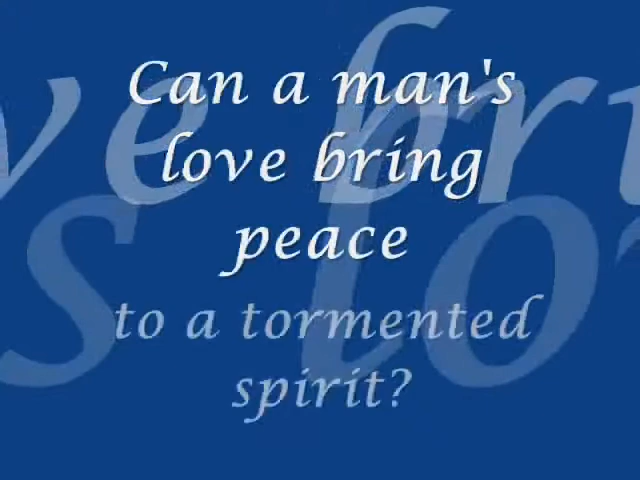 Can a man's
love bring
peace
to a tormented
spirit?